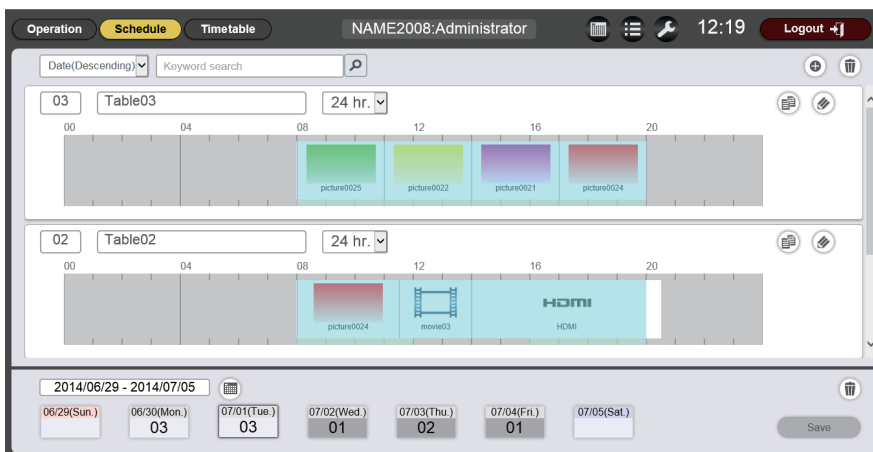 Operation Schedule Timetable NAME2008:Administrator 12:19 Logout
Date(Descending) Keyword search
03 Table03 24 hr.
00 04 08 12 16 20
picture0025 picture0022 picture0021 picture0024
02 Table02 24 hr.
00 04 08 12 16 20
HDMI
picture0024 movie03 HDMI
2014/06/29 - 2014/07/05
06/29(Sun.) 06/30(Mon.) 07/01(Tue.) 07/02(Wed.) 07/03(Thu.) 07/04(Fri.) 07/05(Sat.)
03 03 01 02 01 Save